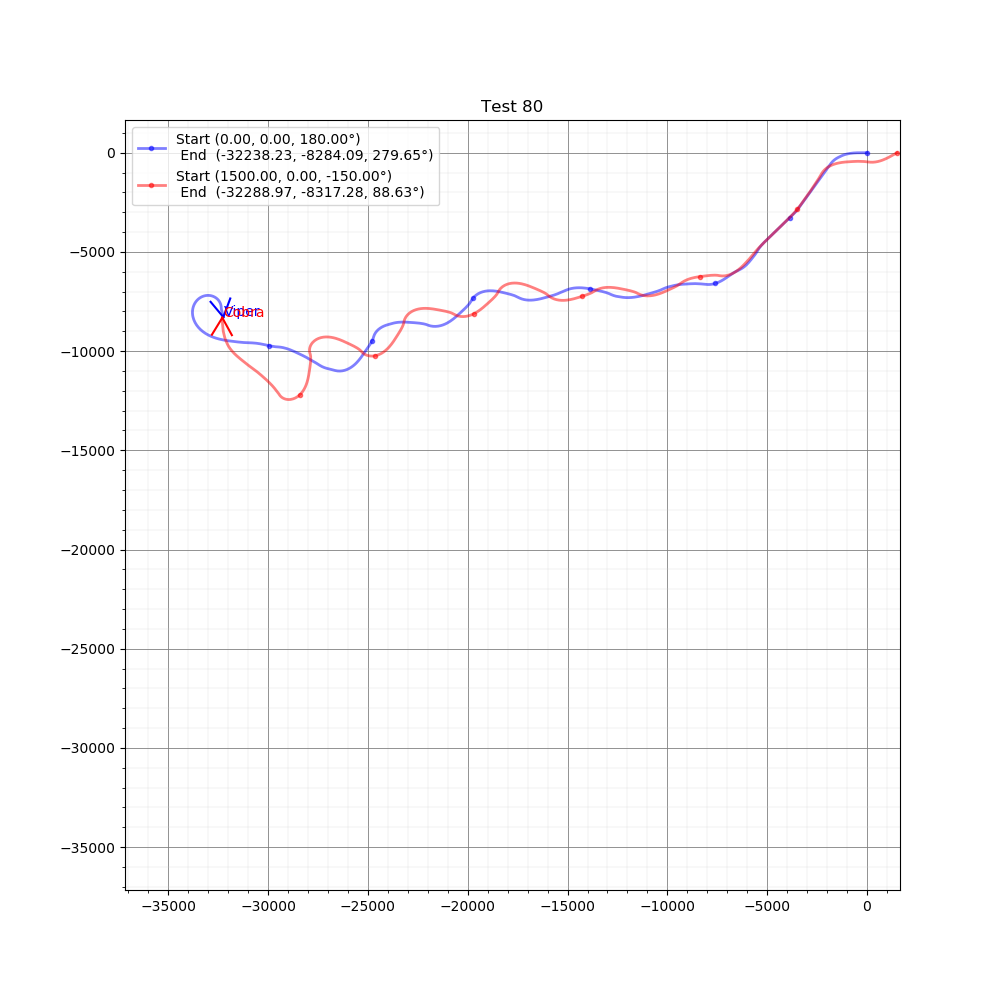 Test 80
Start (0.00, 0.00, 180.00°)
End  (-32238.23, -8284.09, 279.65°)
Start (1500.00, 0.00, -150.00°)
End  (-32288.97, -8317.28, 88.63°)
0
−5000
−10000
−15000
−20000
−25000
−30000
−35000
Viper
Cobra
−35000
−30000
−25000
−20000
−15000
−10000
−5000
0